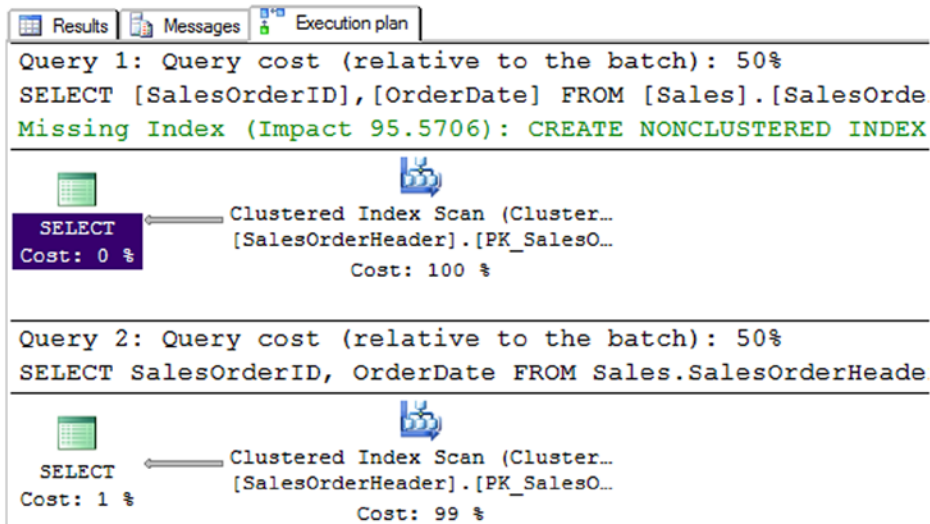 Results Messages Execution plan
Query 1: Query cost (relative to the batch): 50%
SELECT [SalesOrderID],[OrderDate] FROM [Sales].[SalesOrde
Missing Index (Impact 95.5706): CREATE NONCLUSTERED INDEX
SELECT
Cost: 0 %
Clustered Index Scan (Cluster…
[SalesOrderHeader].[PK_SalesO…
Cost: 100 %
Query 2: Query cost (relative to the batch): 50%
SELECT SalesOrderID, OrderDate FROM Sales.SalesOrderHeade
SELECT
Cost: 1 %
Clustered Index Scan (Cluster…
[SalesOrderHeader].[PK_SalesO…
Cost: 99 %